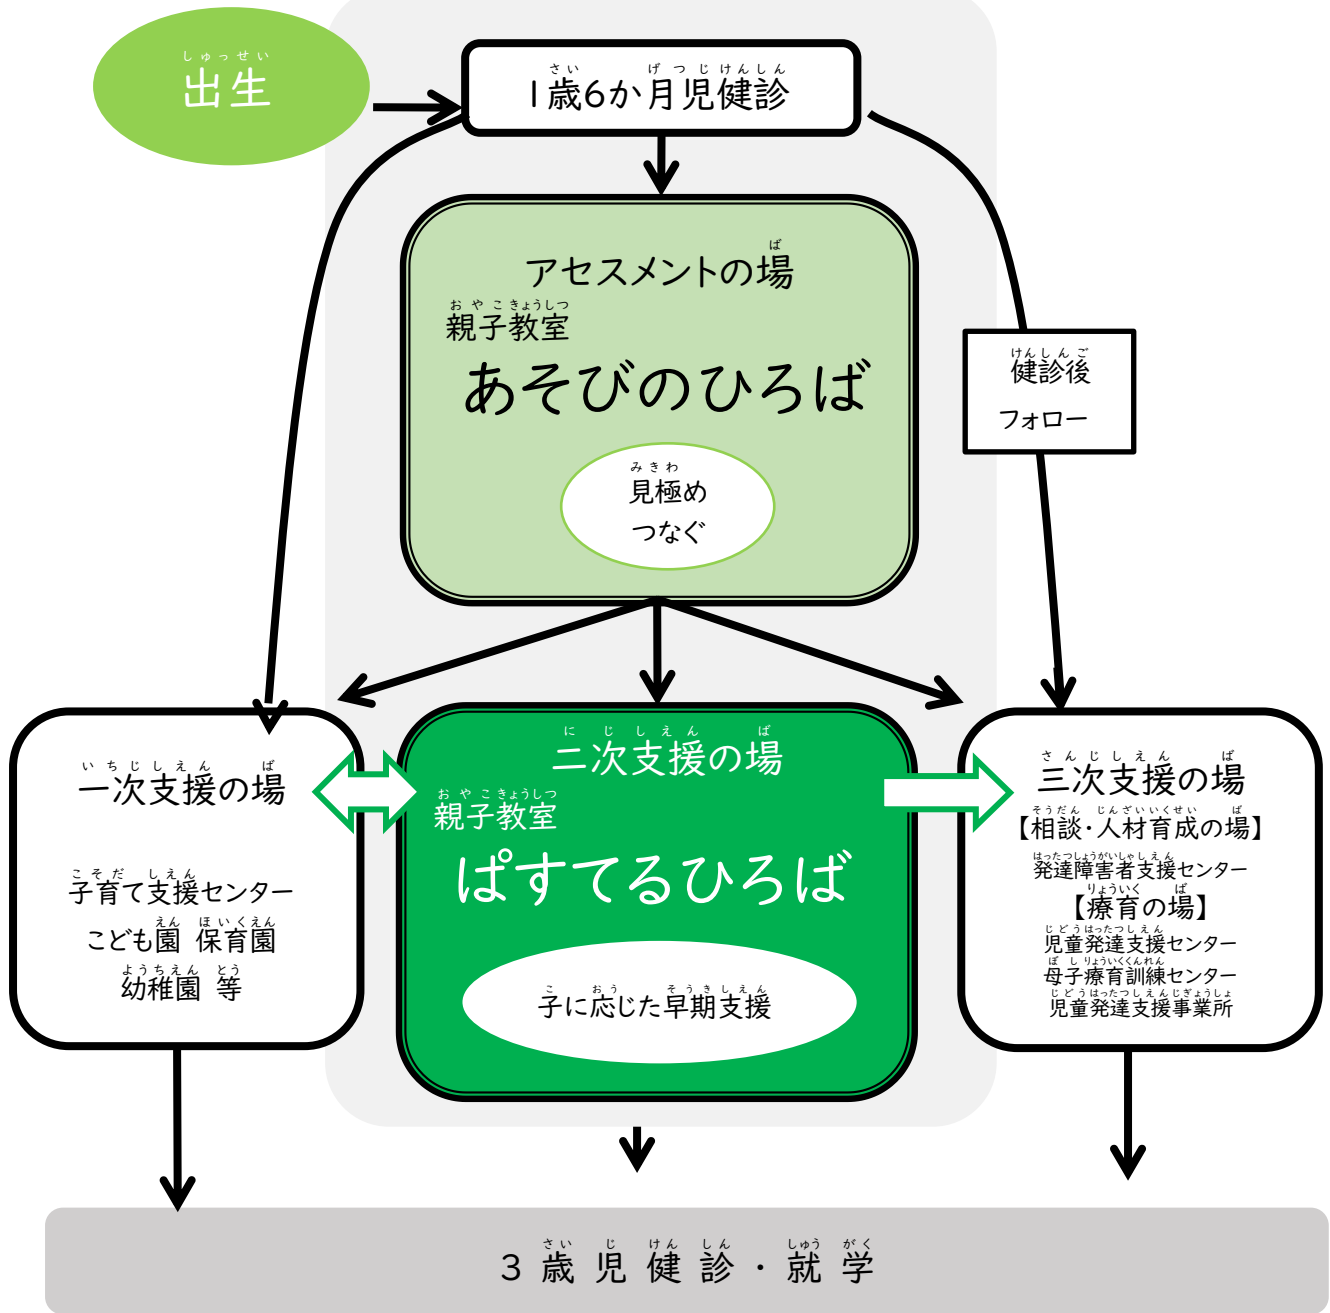 出生
1歳6か月児健診
アセスメントの場
親子教室
あそびのひろば
見極め
つなぐ
健診後
フォロー
一次支援の場
子育て支援センター
こども園 保育園
幼稚園 等
二次支援の場
親子教室
ぱすてるひろば
子に応じた早期支援
三次支援の場
【相談・人材育成の場】
発達障害者支援センター
【療育の場】
児童発達支援センター
母子療育訓練センター
児童発達支援事業所
3歳児健診・就学